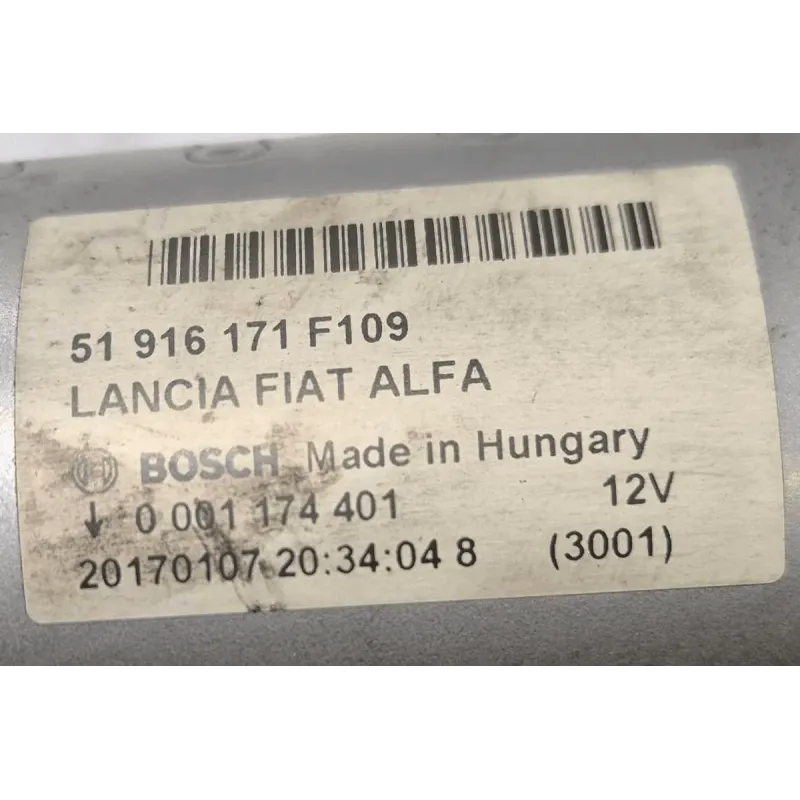 51 916 171 F109
LANCIA FIAT ALFA
BOSCH Made in Hungary
↓ 0 001 174 401 12V
20170107 20:34:04 8 (3001)